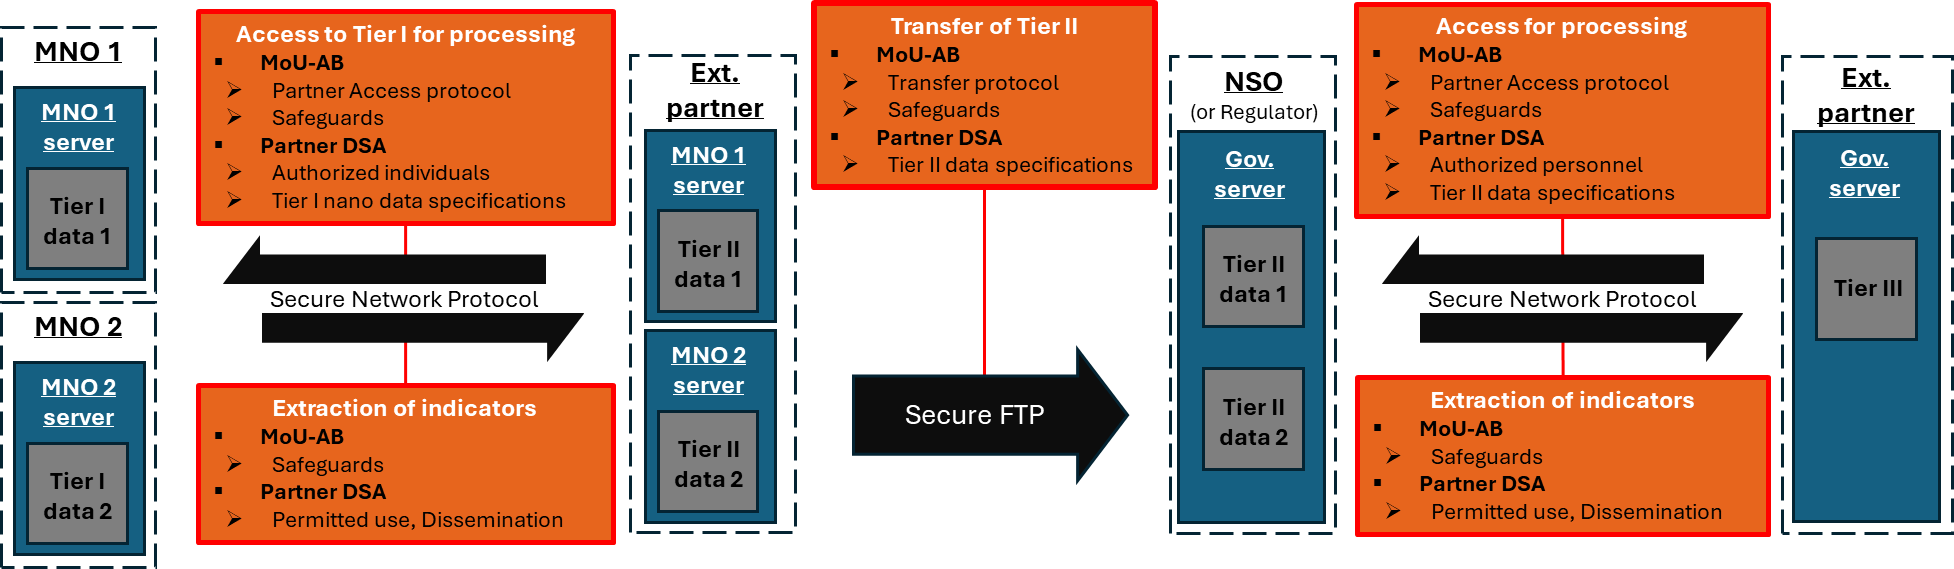 MNO 1
MNO 1
server
Tier I
data 1
MNO 2
MNO 2
server
Tier I
data 2
Access to Tier I for processing
▪ MoU-AB
➢ Partner Access protocol
➢ Safeguards
▪ Partner DSA
➢ Authorized individuals
➢ Tier I nano data specifications
Secure Network Protocol
Extraction of indicators
▪ MoU-AB
➢ Safeguards
▪ Partner DSA
➢ Permitted use, Dissemination
Ext.
partner
MNO 1
server
Tier II
data 1
MNO 2
server
Tier II
data 2
Transfer of Tier II
▪ MoU-AB
➢ Transfer protocol
➢ Safeguards
▪ Partner DSA
➢ Tier II data specifications
Secure FTP
NSO
(or Regulator)
Gov.
server
Tier II
data 1
Tier II
data 2
Access for processing
▪ MoU-AB
➢ Partner Access protocol
➢ Safeguards
▪ Partner DSA
➢ Authorized personnel
➢ Tier II data specifications
Secure Network Protocol
Extraction of indicators
▪ MoU-AB
➢ Safeguards
▪ Partner DSA
➢ Permitted use, Dissemination
Ext.
partner
Gov.
server
Tier III